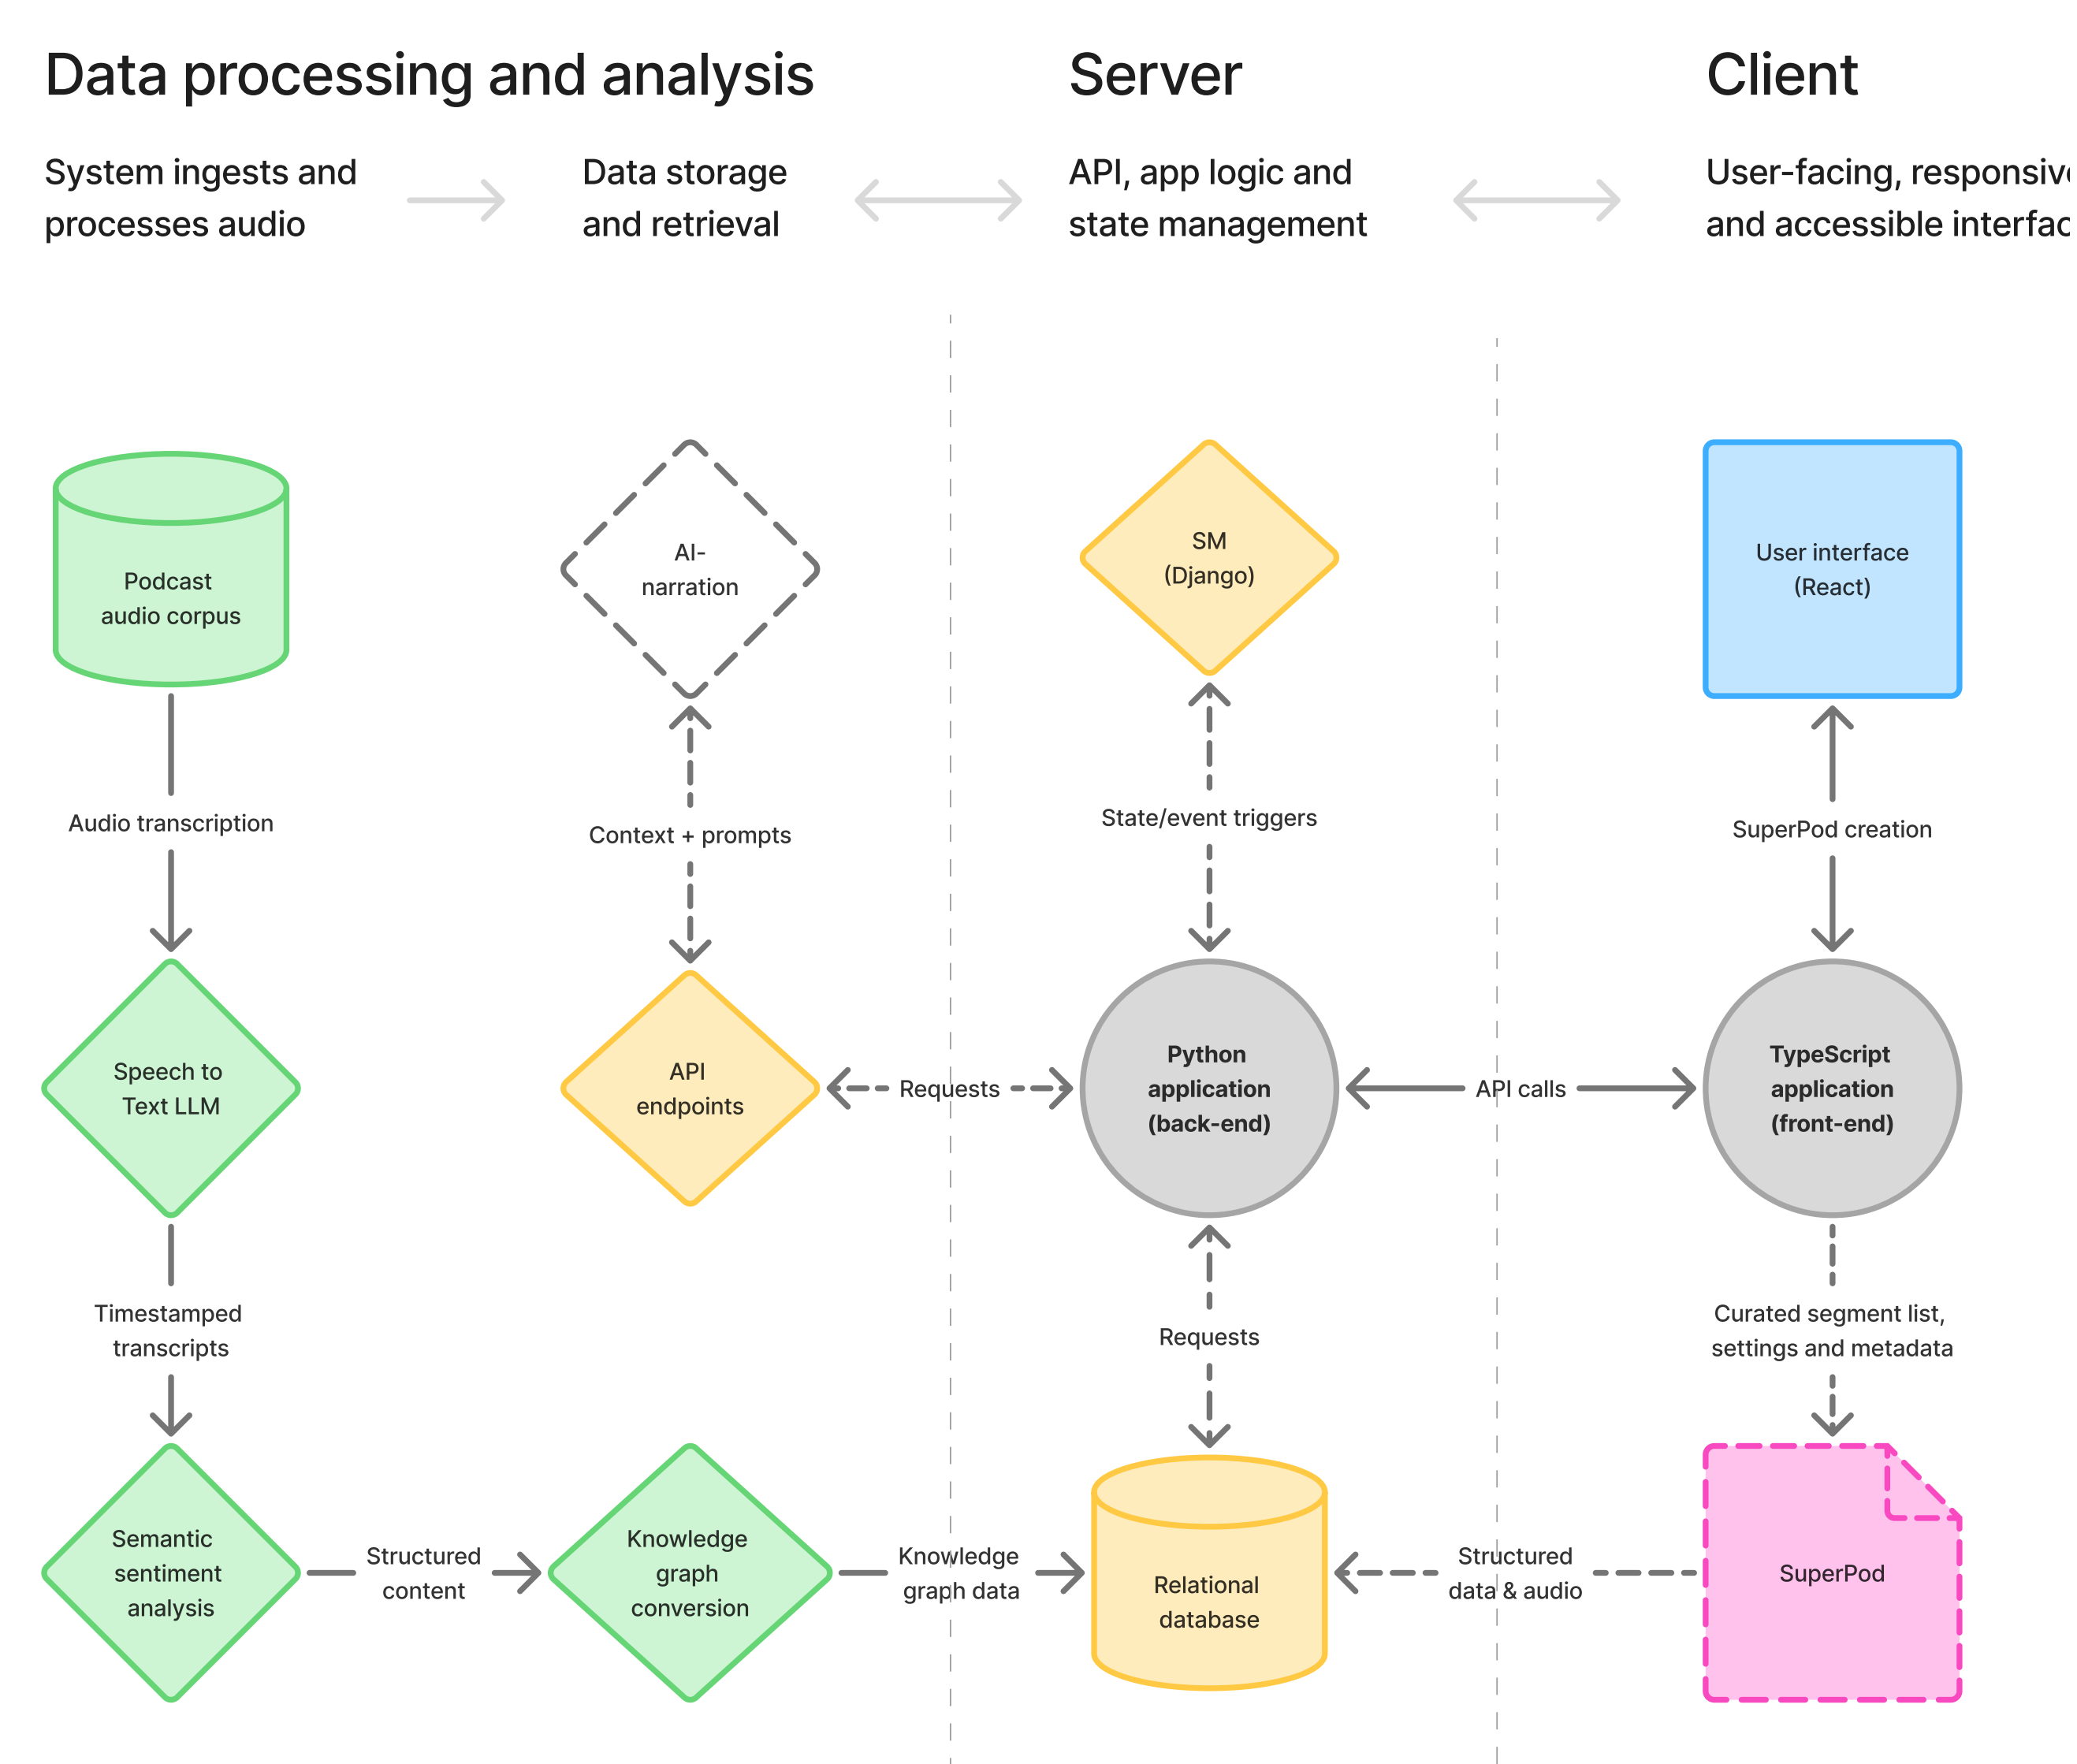 Data processing and analysis
Server
Client
System ingests and
processes audio
Data storage
and retrieval
API, app logic and
state management
User-facing, responsiv
and accessible interfac
Podcast
audio corpus
AI-
narration
SM
(Django)
User interface
(React)
Audio transcription
Context + prompts
State/event triggers
SuperPod creation
Speech to
Text LLM
API
endpoints
Requests
Python
application
(back-end)
API calls
TypeScript
application
(front-end)
Timestamped
transcripts
Requests
Curated segment list,
settings and metadata
Semantic
sentiment
analysis
Structured
content
Knowledge
graph
conversion
Knowledge
graph data
Relational
database
Structured
data & audio
SuperPod